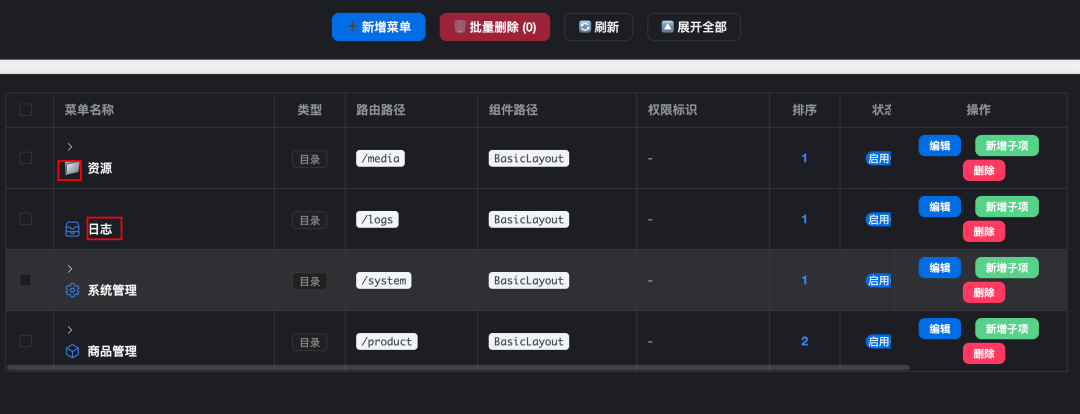 新增菜单 批量删除 (0) 刷新 展开全部
菜单名称 类型 路由路径 组件路径 权限标识 排序 状态 操作
资源 目录 /media BasicLayout - 1 启用 编辑 新增子项
删除
日志 目录 /logs BasicLayout - 1 启用 编辑 新增子项
删除
系统管理 目录 /system BasicLayout - 1 启用 编辑 新增子项
删除
商品管理 目录 /product BasicLayout - 2 启用 编辑 新增子项
删除